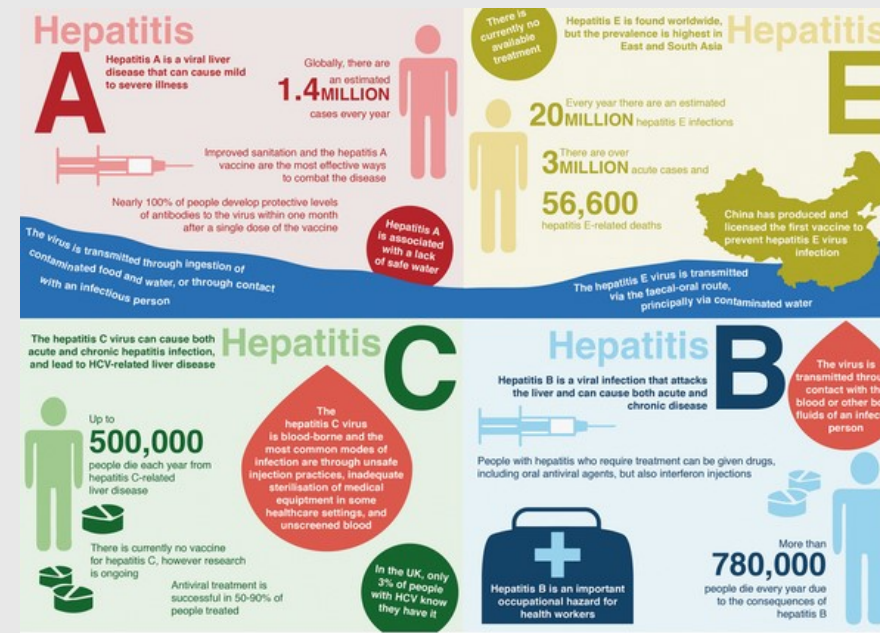 Hepatitis
A
Hepatitis A is a viral liver
disease that can cause mild
to severe illness
Globally, there are
an estimated
1.4MILLION
cases every year
Improved sanitation and the hepatitis A
vaccine are the most effective ways
to combat the disease
Nearly 100% of people develop protective levels
of antibodies to the virus within one month
after a single dose of the vaccine
Hepatitis A
is associated
with a lack
of safe water
The virus is transmitted through ingestion of
contaminated food and water, or through contact
with an infectious person
There is
currently no
available
treatment
Hepatitis E is found worldwide,
but the prevalence is highest in
East and South Asia
Hepatitis
E
Every year there are an estimated
20MILLION hepatitis E infections
There are over
3MILLION acute cases and
56,600
hepatitis E-related deaths
China has produced and
licensed the first vaccine to
prevent hepatitis E virus
infection
The hepatitis E virus is transmitted
via the faecal-oral route,
principally via contaminated water
The hepatitis C virus can cause both
acute and chronic hepatitis infection,
and lead to HCV-related liver disease
Hepatitis
C
Up to
500,000
people die each year from
hepatitis C-related
liver disease
The
hepatitis C virus
is blood-borne and the
most common modes of
infection are through unsafe
injection practices, inadequate
sterilisation of medical
equiptment in some
healthcare settings, and
unscreened blood
There is currently no vaccine
for hepatitis C, however research
is ongoing
Antiviral treatment is
successful in 50-90% of
people treated
In the UK, only
3% of people
with HCV know
they have it
Hepatitis
B
Hepatitis B is a viral infection that attacks
the liver and can cause both acute and
chronic disease
The virus is
transmitted throu
contact with th
blood or other bo
fluids of an infec
person
People with hepatitis who require treatment can be given drugs,
including oral antiviral agents, but also interferon injections
Hepatitis B is an important
occupational hazard for
health workers
More than
780,000
people die every year due
to the consequences of
hepatitis B